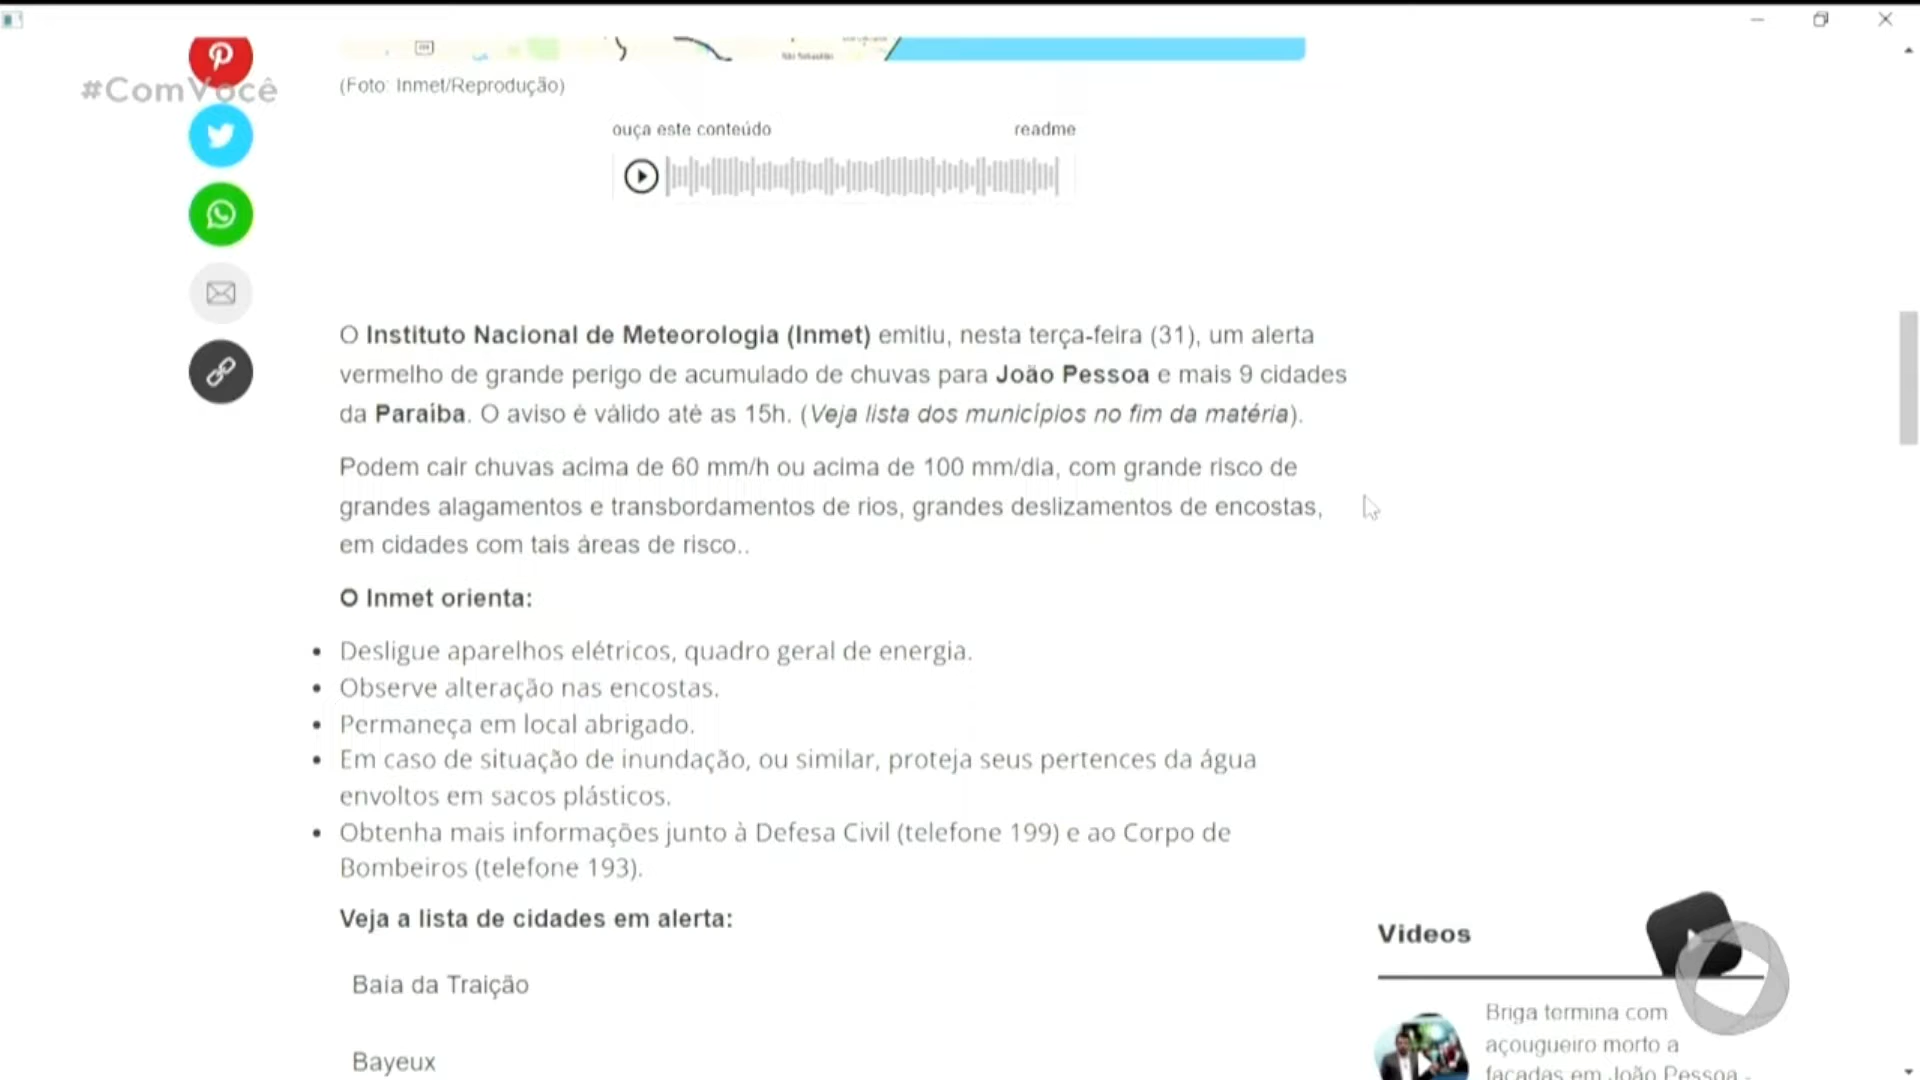 #ComVocê
(Foto: Inmet/Reprodução)
ouça este conteúdo
readme
O Instituto Nacional de Meteorologia (Inmet) emitiu, nesta terça-feira (31), um alerta
vermelho de grande perigo de acumulado de chuvas para João Pessoa e mais 9 cidades
da Paraíba. O aviso é válido até as 15h. (Veja lista dos municípios no fim da matéria).
Podem cair chuvas acima de 60 mm/h ou acima de 100 mm/dia, com grande risco de
grandes alagamentos e transbordamentos de rios, grandes deslizamentos de encostas,
em cidades com tais áreas de risco..
O Inmet orienta:
• Desligue aparelhos elétricos, quadro geral de energia.
• Observe alteração nas encostas.
• Permaneça em local abrigado.
• Em caso de situação de inundação, ou similar, proteja seus pertences da água
envoltos em sacos plásticos.
• Obtenha mais informações junto à Defesa Civil (telefone 199) e ao Corpo de
Bombeiros (telefone 193).
Veja a lista de cidades em alerta:
Baía da Traição
Bayeux
Videos
Briga termina com
açougueiro morto a
facadas em João Pessoa -